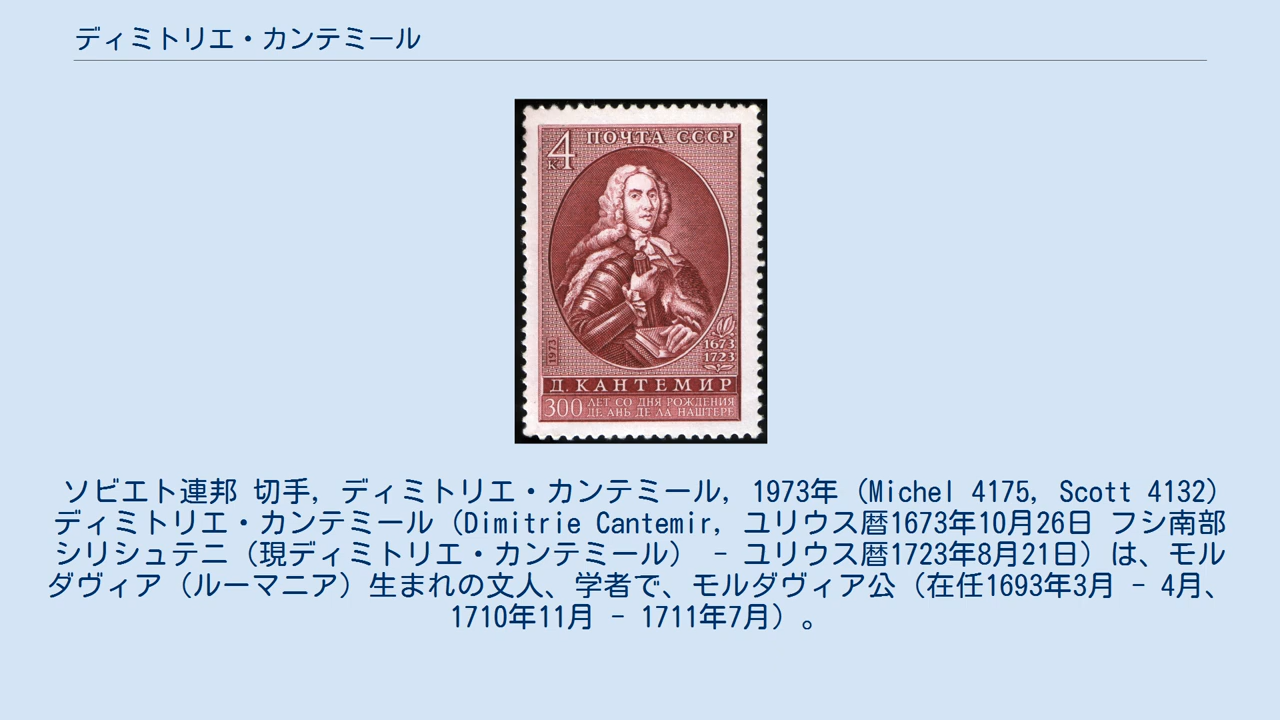 ディミトリエ・カンテミール
4
К
ПОЧТА СССР
1973
1673
1723
Д. КАНТЕМИР
300 ЛЕТ СО ДНЯ РОЖДЕНИЯ
ДЕ АНЬ ДЕ ЛА НАШТЕРЕ
ソビエト連邦 切手, ディミトリエ・カンテミール, 1973年 (Michel 4175, Scott 4132)
ディミトリエ・カンテミール（Dimitrie Cantemir, ユリウス暦1673年10月26日 フシ南部
シリシュテニ（現ディミトリエ・カンテミール） - ユリウス暦1723年8月21日）は、モル
ダヴィア（ルーマニア）生まれの文人、学者で、モルダヴィア公（在任1693年3月 - 4月、
1710年11月 - 1711年7月）。